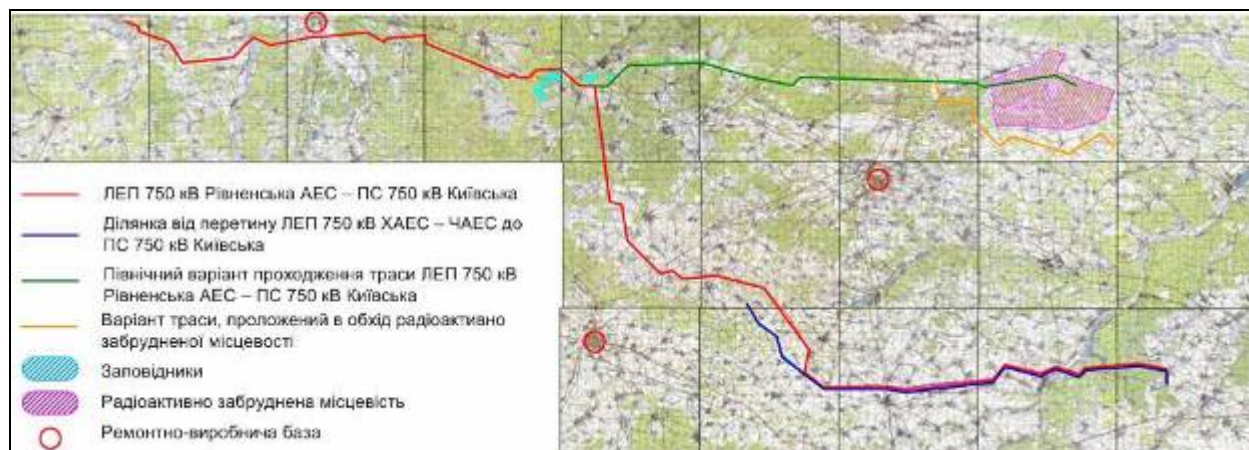 ЛЕП 750 кВ Рівненська АЕС – ПС 750 кВ Київська
Ділянка від перетину ЛЕП 750 кВ ХАЕС – ЧАЕС до
ПС 750 кВ Київська
Північний варіант проходження траси ЛЕП 750 кВ
Рівненська АЕС – ПС 750 кВ Київська
Варіант траси, проложений в обхід радіоактивно
забрудненої місцевості
Заповідники
Радіоактивно забруднена місцевість
Ремонтно-виробнича база